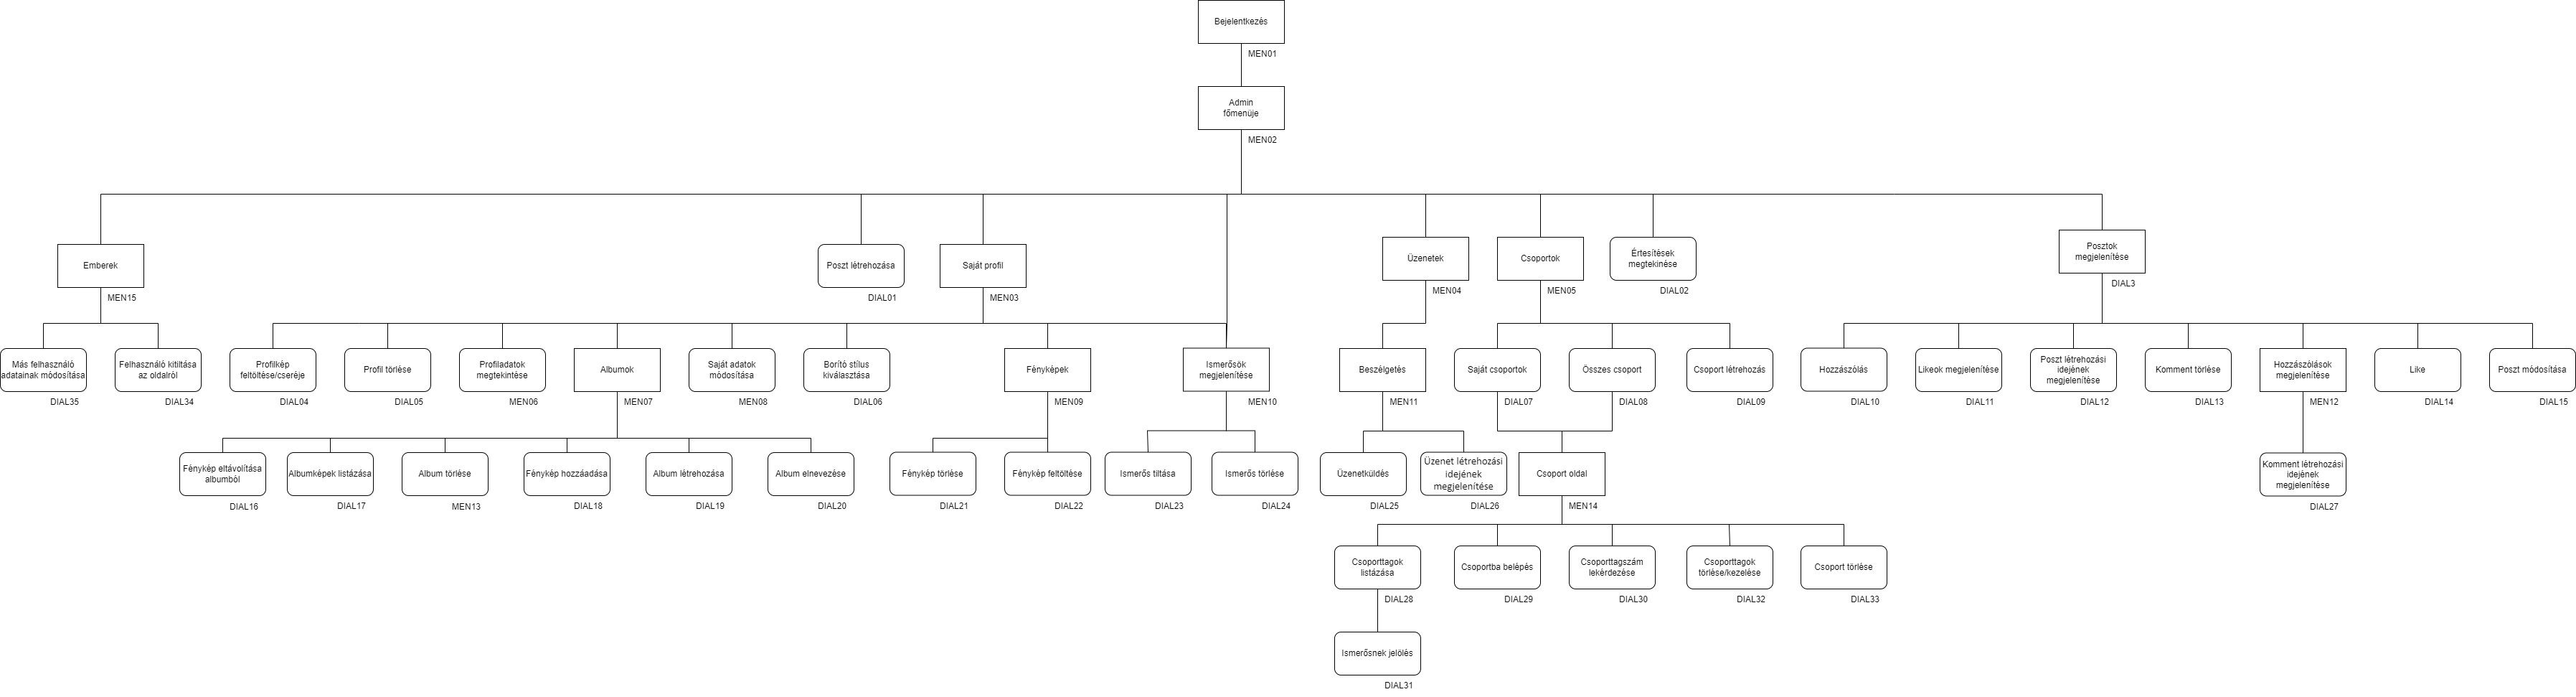 Bejelentkezés
MEN01
Admin
főmenüje
MEN02
Emberek
MEN15
Poszt létrehozása
DIAL01
Saját profil
MEN03
Üzenetek
MEN04
Csoportok
MEN05
Értesítések
megtekinése
DIAL02
Posztok
megjelenítése
DIAL3
Más felhasználó
adatainak módosítása
DIAL35
Felhasználó kitiltása
az oldalról
DIAL34
Profilkép
feltöltése/cseréje
DIAL04
Profil törlése
DIAL05
Profiladatok
megtekintése
MEN06
Albumok
MEN07
Saját adatok
módosítása
MEN08
Borító stílus
kiválasztása
DIAL06
Fényképek
MEN09
Ismerősök
megjelenítése
MEN10
Beszélgetés
MEN11
Saját csoportok
DIAL07
Összes csoport
DIAL08
Csoport létrehozás
DIAL09
Hozzászólás
DIAL10
Likeok megjelenítése
DIAL11
Poszt létrehozási
idejének
megjelenítése
DIAL12
Komment törlése
DIAL13
Hozzászólások
megjelenítése
MEN12
Like
DIAL14
Poszt módosítása
DIAL15
Fénykép eltávolítása
albumból
DIAL16
Albumképek listázása
DIAL17
Album törlése
MEN13
Fénykép hozzáadása
DIAL18
Album létrehozása
DIAL19
Album elnevezése
DIAL20
Fénykép törlése
DIAL21
Fénykép feltöltése
DIAL22
Ismerős tiltása
DIAL23
Ismerős törlése
DIAL24
Üzenetküldés
DIAL25
Üzenet létrehozási
idejének
megjelenítése
DIAL26
Csoport oldal
MEN14
Komment létrehozási
idejének
megjelenítése
DIAL27
Csoporttagok
listázása
DIAL28
Csoportba belépés
DIAL29
Csoporttagszám
lekérdezése
DIAL30
Csoporttagok
törlése/kezelése
DIAL32
Csoport törlése
DIAL33
Ismerősnek jelölés
DIAL31